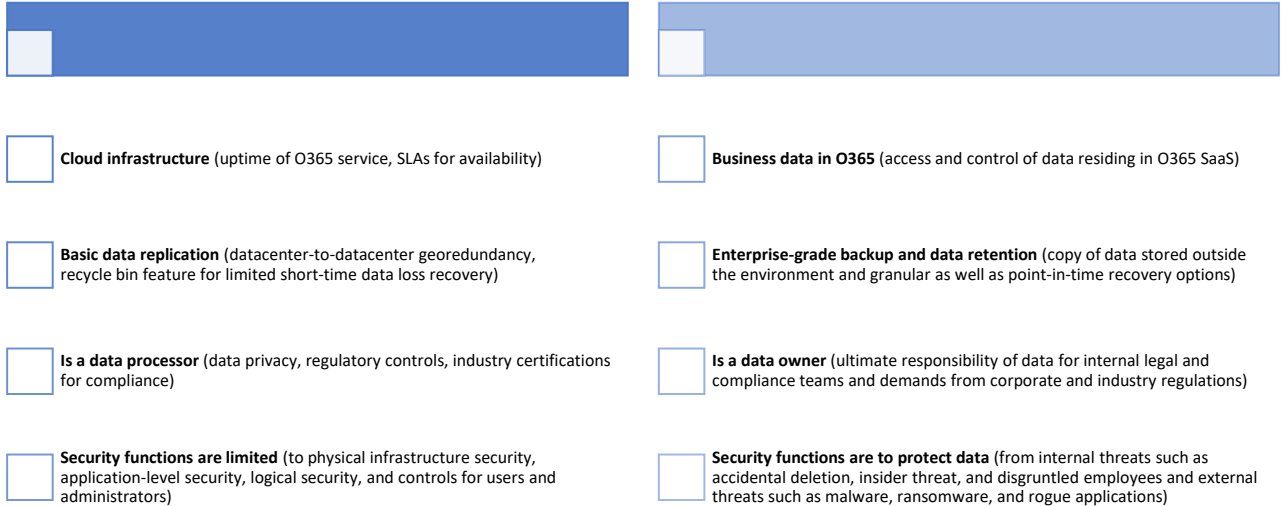 Cloud infrastructure (uptime of O365 service, SLAs for availability)
Basic data replication (datacenter-to-datacenter georedundancy,
recycle bin feature for limited short-time data loss recovery)
Is a data processor (data privacy, regulatory controls, industry certifications
for compliance)
Security functions are limited (to physical infrastructure security,
application-level security, logical security, and controls for users and
administrators)
Business data in O365 (access and control of data residing in O365 SaaS)
Enterprise-grade backup and data retention (copy of data stored outside
the environment and granular as well as point-in-time recovery options)
Is a data owner (ultimate responsibility of data for internal legal and
compliance teams and demands from corporate and industry regulations)
Security functions are to protect data (from internal threats such as
accidental deletion, insider threat, and disgruntled employees and external
threats such as malware, ransomware, and rogue applications)